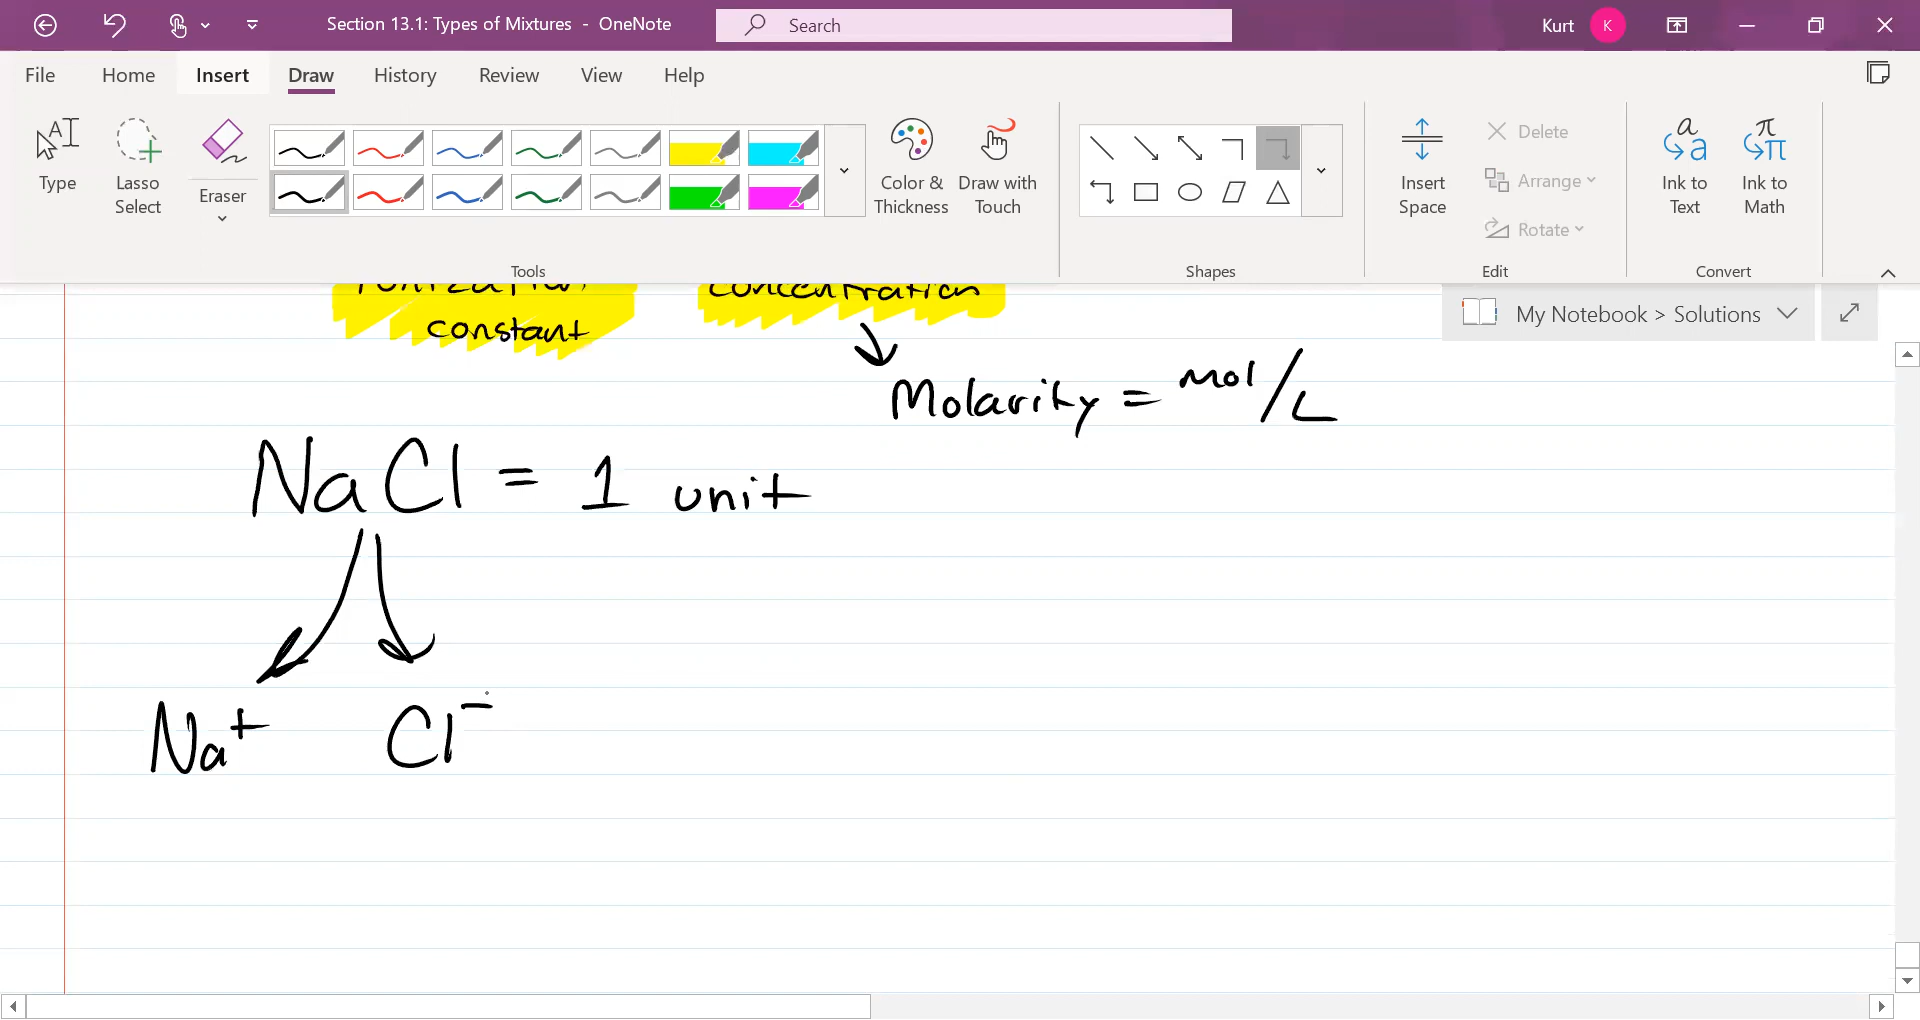 Section 13.1: Types of Mixtures - OneNote
Search
Kurt K
File Home Insert Draw History Review View Help
Type
Lasso Select
Eraser
Color & Thickness
Draw with Touch
Insert Space
Delete
Arrange
Rotate
Ink to Text
Ink to Math
Tools Shapes Edit Convert
My Notebook > Solutions
ionization concentration
constant
Molarity = mol/L
NaCl = 1 unit
Na+ Cl−